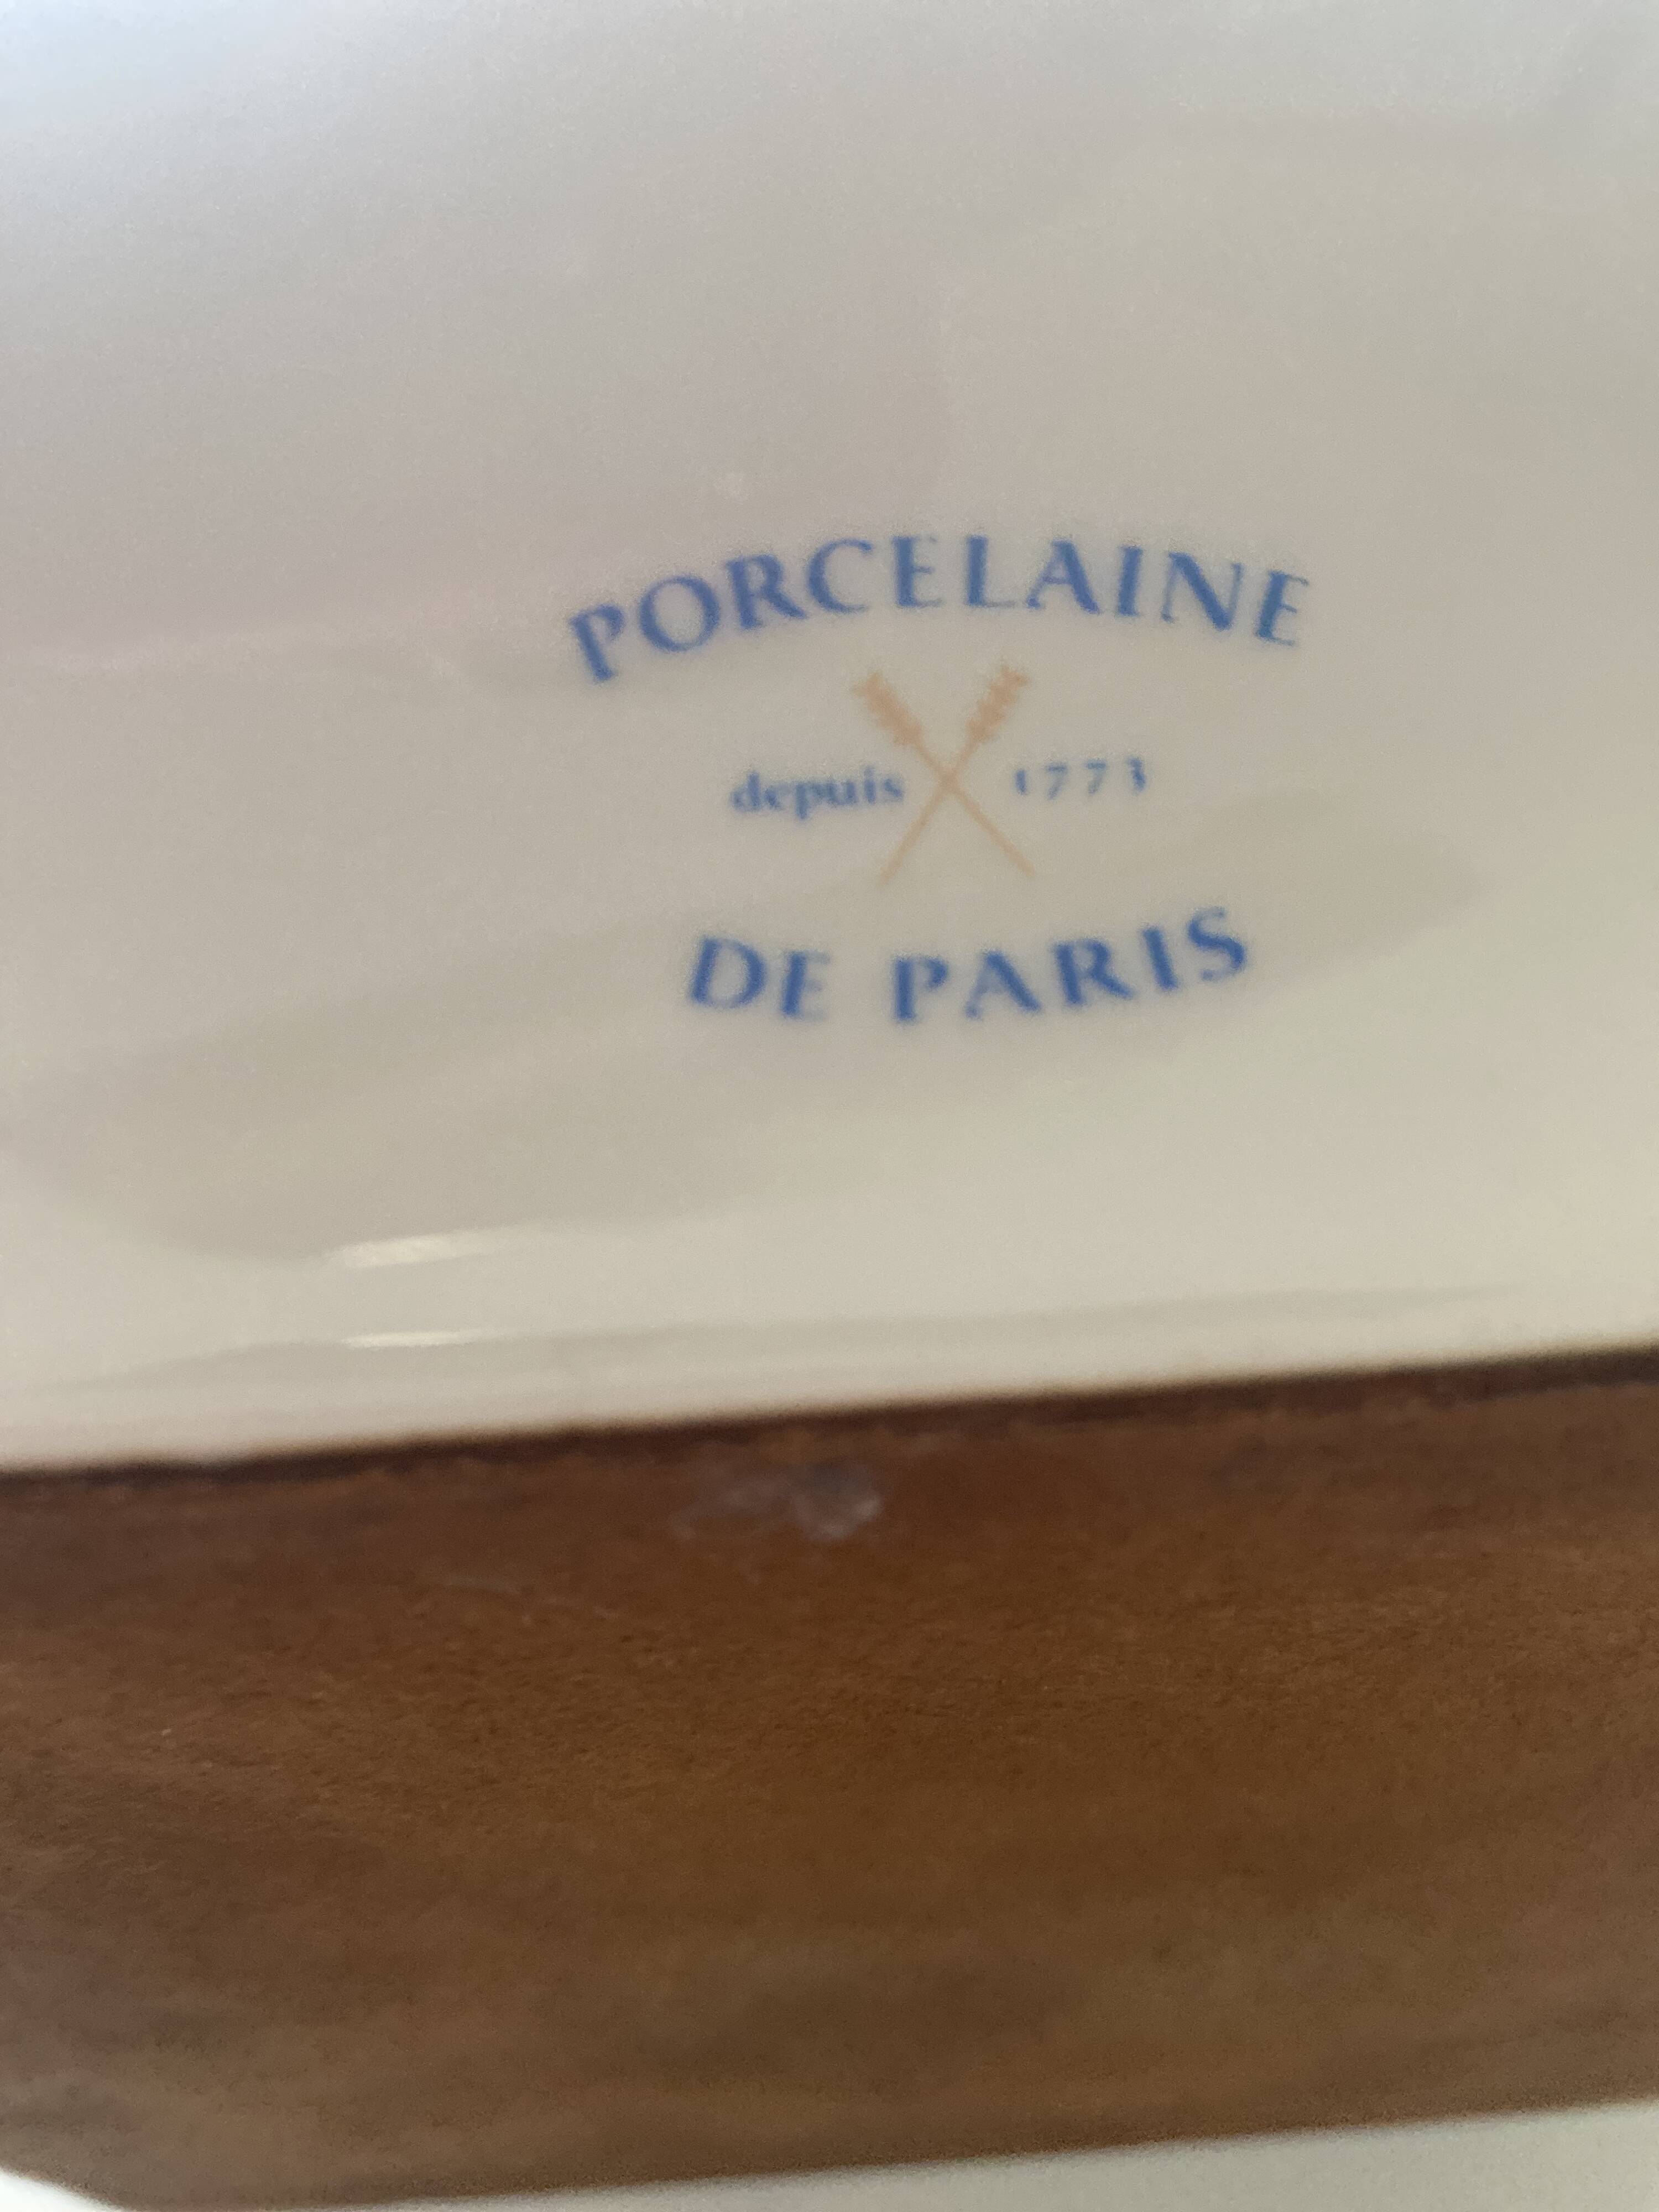 PORCELAINE
depuis 1773
DE PARIS